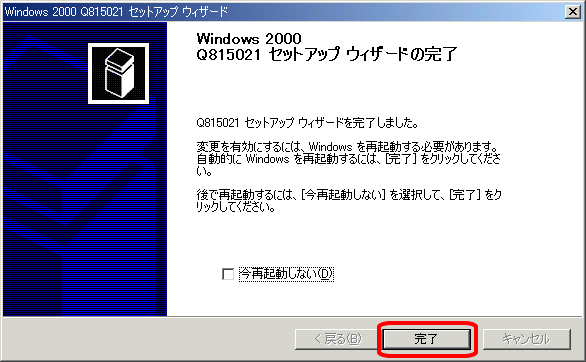 Windows 2000 Q815021 セットアップ ウィザード
Windows 2000
Q815021 セットアップ ウィザードの完了
Q815021 セットアップ ウィザードを完了しました。
変更を有効にするには、Windows を再起動する必要があります。
自動的に Windows を再起動するには、[完了] をクリックしてくださ
い。
後で再起動するには、[今再起動しない] を選択して、[完了] をク
リックしてください。
今再起動しない(D)
< 戻る(B)
完了
キャンセル